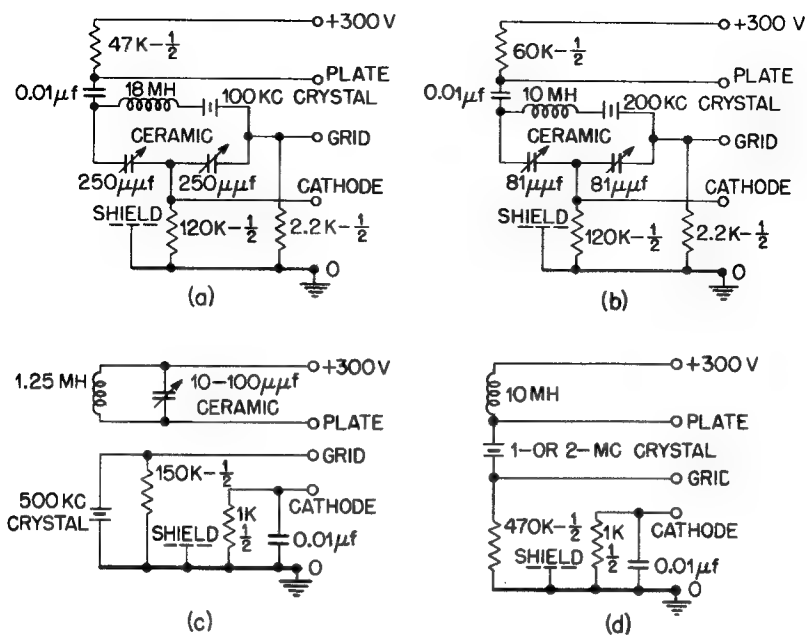 +300 V
47K-1/2
PLATE
0.01μf
18 MH
100 KC CRYSTAL
CERAMIC
GRID
250μμf
250μμf
CATHODE
SHIELD
120K-1/2
2.2K-1/2
0
(a)
+300 V
60K-1/2
PLATE
0.01μf
10 MH
200 KC CRYSTAL
CERAMIC
GRID
81μμf
81μμf
CATHODE
SHIELD
120K-1/2
2.2K-1/2
0
(b)
+300 V
1.25 MH
10-100μμf
CERAMIC
PLATE
GRID
150K-1/2
500 KC
CRYSTAL
CATHODE
SHIELD
1K
1/2
0.01μf
0
(c)
+300 V
10 MH
PLATE
1-OR 2-MC CRYSTAL
GRID
470K-1/2
CATHODE
SHIELD
1K
1/2
0.01μf
0
(d)